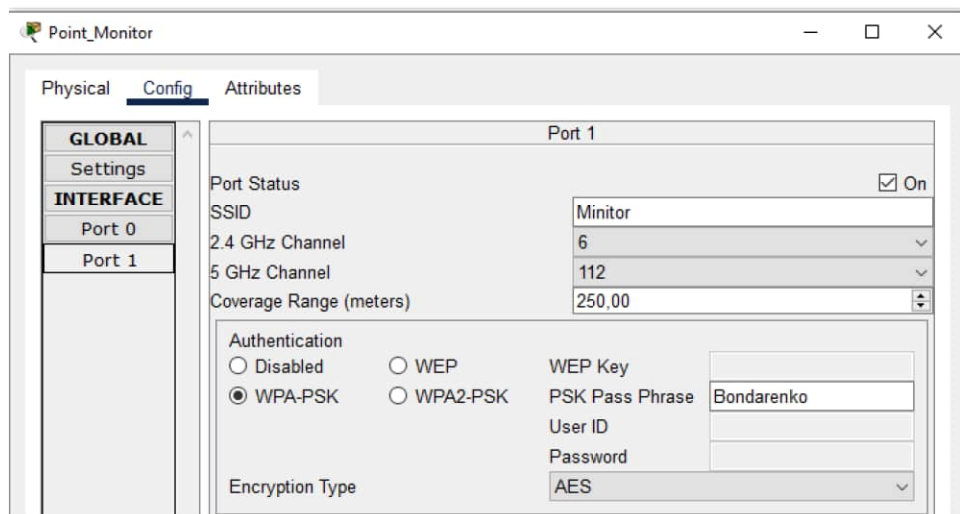 Point_Monitor
Physical Config Attributes
GLOBAL
Settings
INTERFACE
Port 0
Port 1
Port 1
Port Status On
SSID Minitor
2.4 GHz Channel 6
5 GHz Channel 112
Coverage Range (meters) 250,00
Authentication
Disabled WEP WEP Key
WPA-PSK WPA2-PSK PSK Pass Phrase Bondarenko
User ID
Password
Encryption Type AES